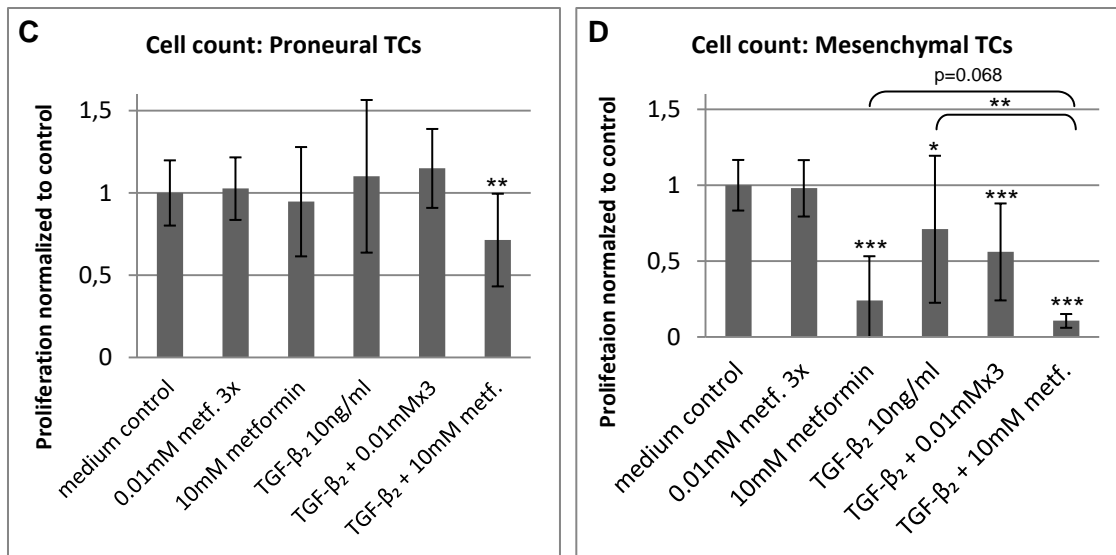 C
Cell count: Proneural TCs
Proliferation normalized to control
1,5
1
0,5
0
**
medium control
0.01mM metf. 3x
10mM metformin
TGF-β₂ 10ng/ml
TGF-β₂ + 0.01mMx3
TGF-β₂ + 10mM metf.
D
Cell count: Mesenchymal TCs
p=0.068
**
Prolifetaion normalzed to control
1,5
1
0,5
0
***
*
***
***
medium control
0.01mM metf. 3x
10mM metformin
TGF-β₂ 10ng/ml
TGF-β₂ + 0.01mMx3
TGF-β₂ + 10mM metf.